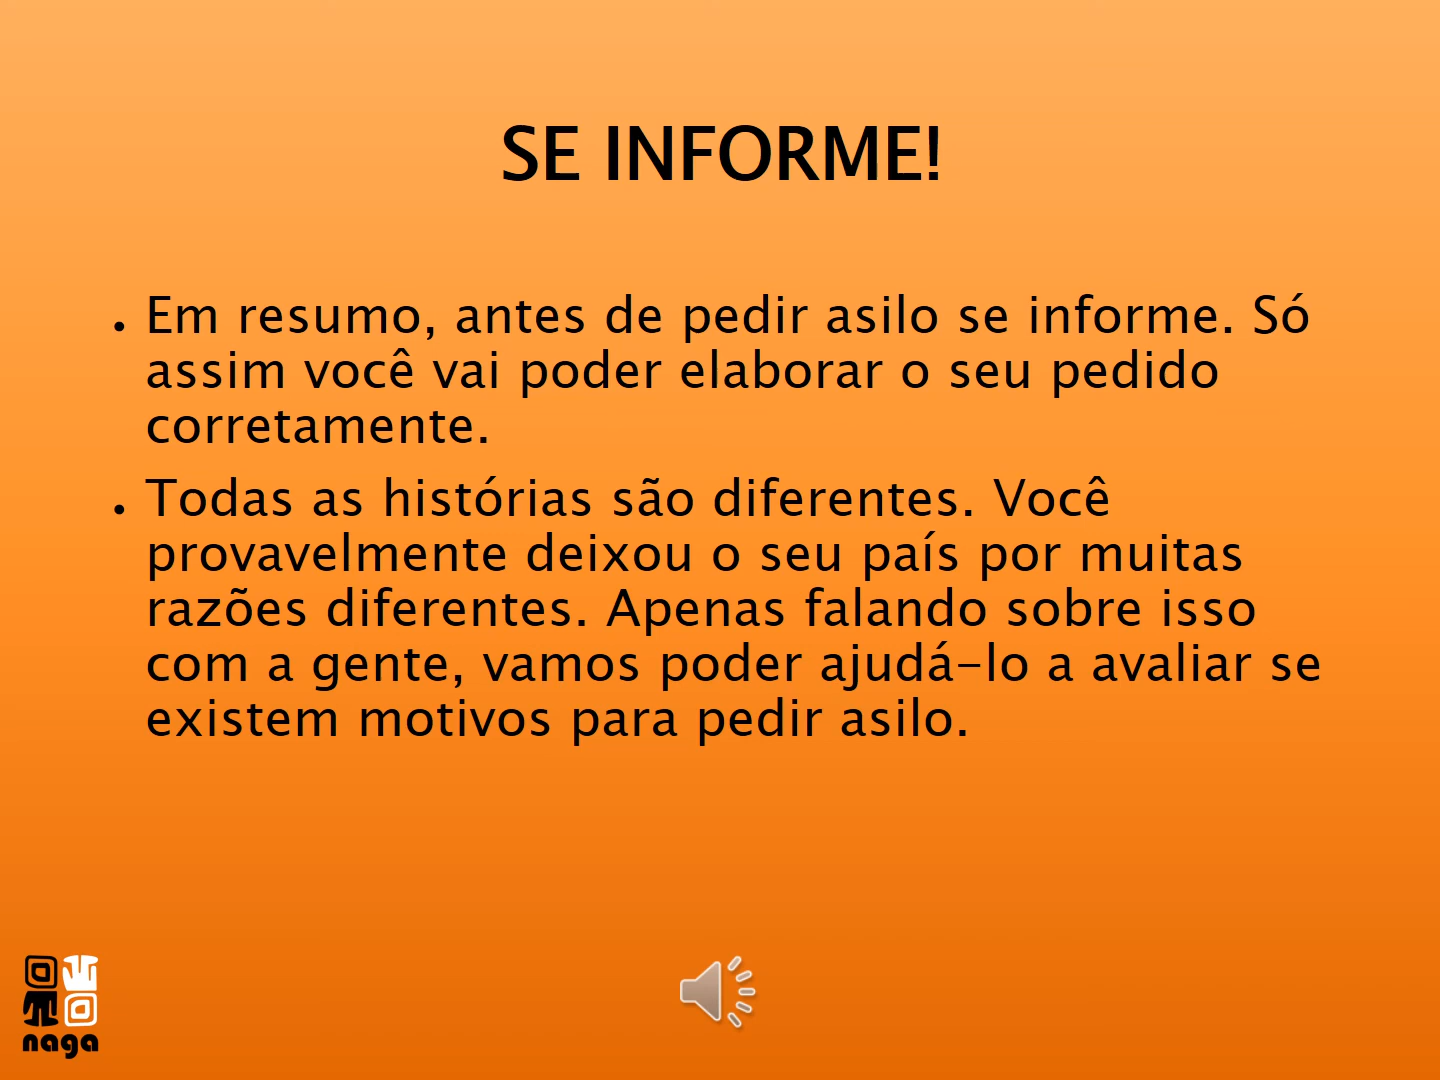 SE INFORME!
• Em resumo, antes de pedir asilo se informe. Só
assim você vai poder elaborar o seu pedido
corretamente.
• Todas as histórias são diferentes. Você
provavelmente deixou o seu país por muitas
razões diferentes. Apenas falando sobre isso
com a gente, vamos poder ajudá-lo a avaliar se
existem motivos para pedir asilo.
naga